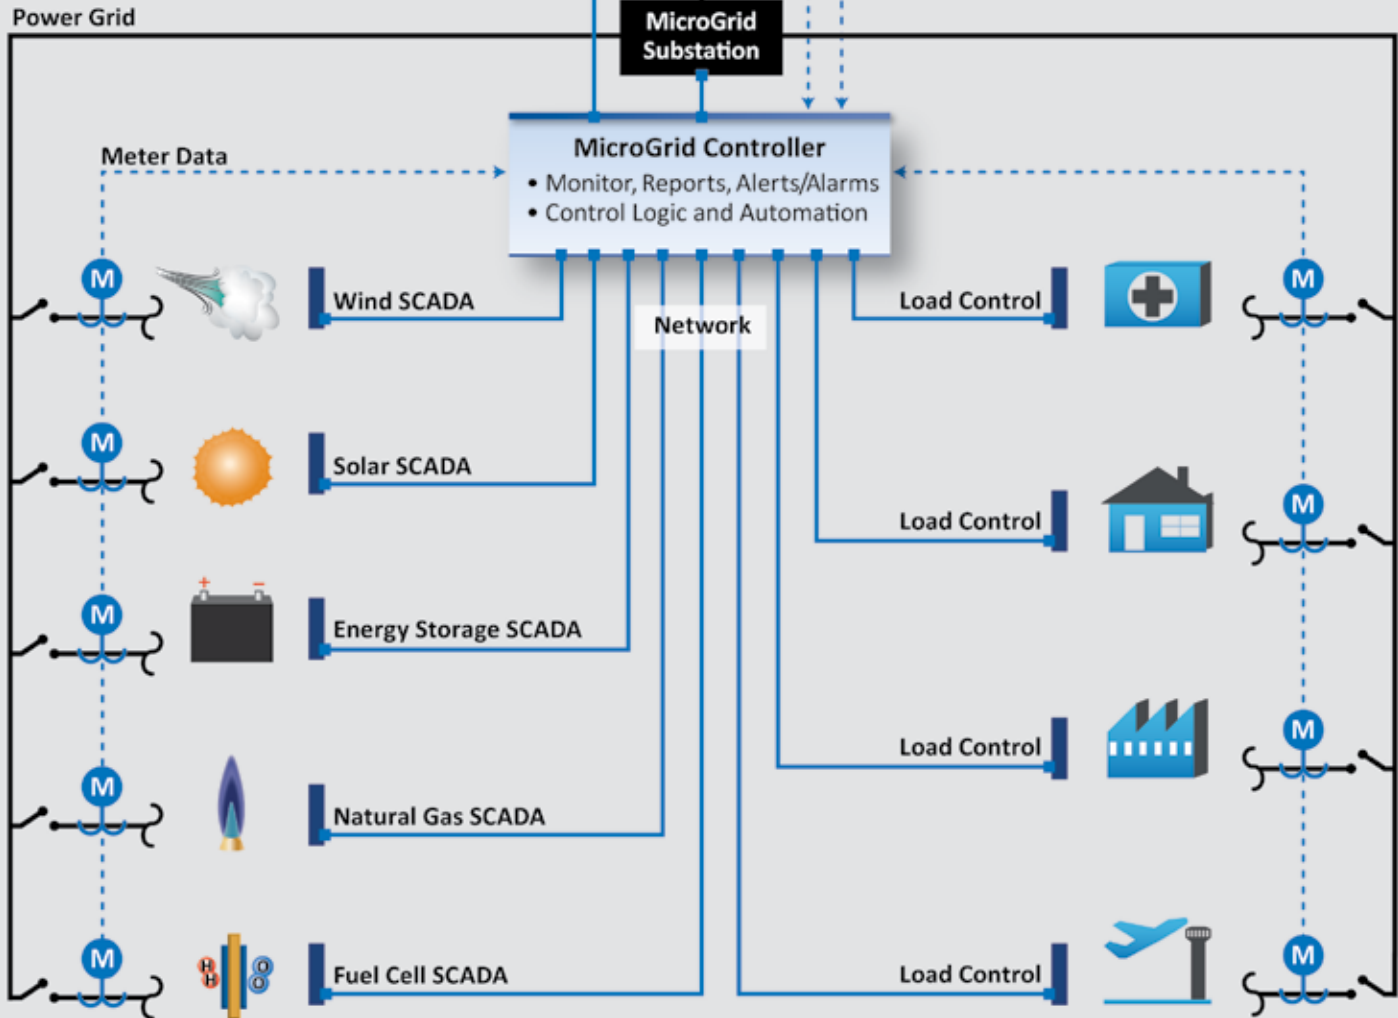 Power Grid
MicroGrid
Substation
MicroGrid Controller
• Monitor, Reports, Alerts/Alarms
• Control Logic and Automation
Meter Data
M
Wind SCADA
Network
Load Control
M
M
Solar SCADA
Load Control
M
+ −
M
Energy Storage SCADA
Load Control
M
M
Natural Gas SCADA
M
H
H
O
O
Fuel Cell SCADA
Load Control
M